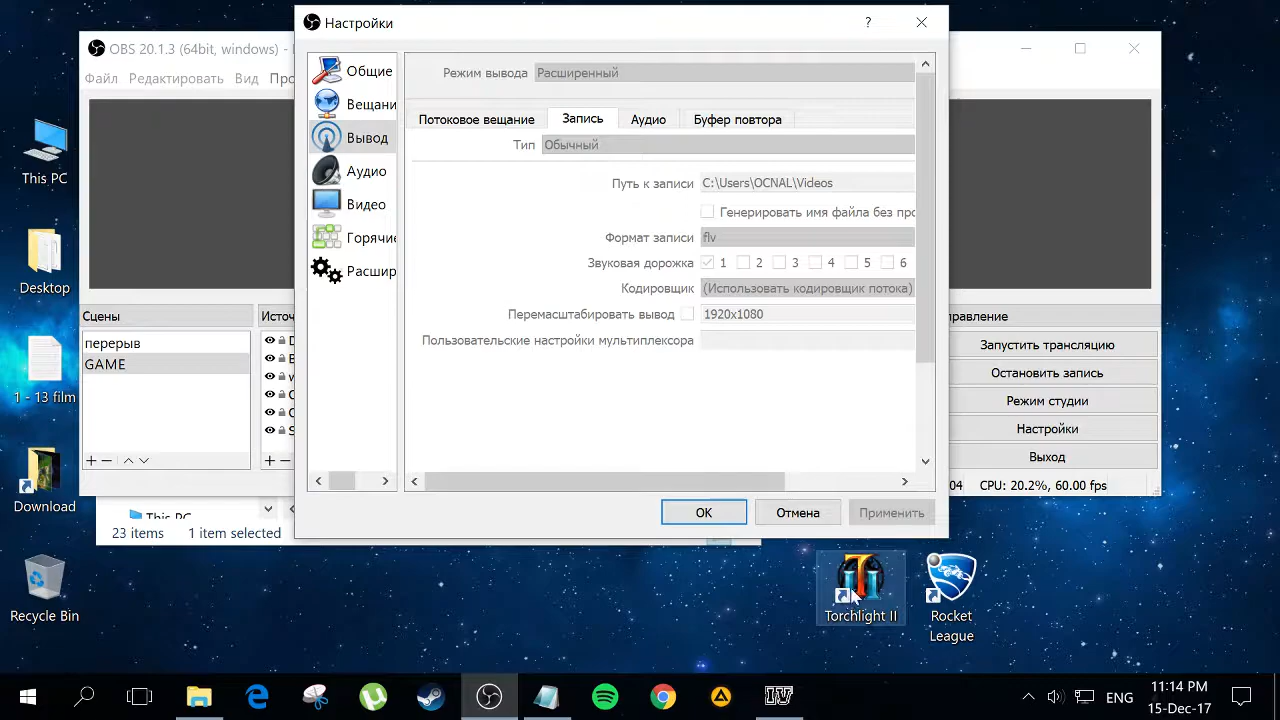 Настройки
?
OBS 20.1.3 (64bit, windows) -
Файл Редактировать Вид Про
Общие
Вещани
Вывод
Аудио
Видео
Горячие
Расшир
Режим вывода Расширенный
Потоковое вещание Запись Аудио Буфер повтора
Тип Обычный
Путь к записи C:\Users\OCNAL\Videos
Генерировать имя файла без про
Формат записи flv
Звуковая дорожка 1 2 3 4 5 6
Кодировщик (Использовать кодировщик потока)
Перемасштабировать вывод 1920x1080
Пользовательские настройки мультиплексора
OK Отмена Применить
Сцены
перерыв
GAME
Источ
правление
Запустить трансляцию
Остановить запись
Режим студии
Настройки
Выход
04 CPU: 20.2%, 60.00 fps
This PC
23 items 1 item selected
This PC
Desktop
1 - 13 film
Download
Recycle Bin
Torchlight II
Rocket
League
IV
ENG
11:14 PM
15-Dec-17